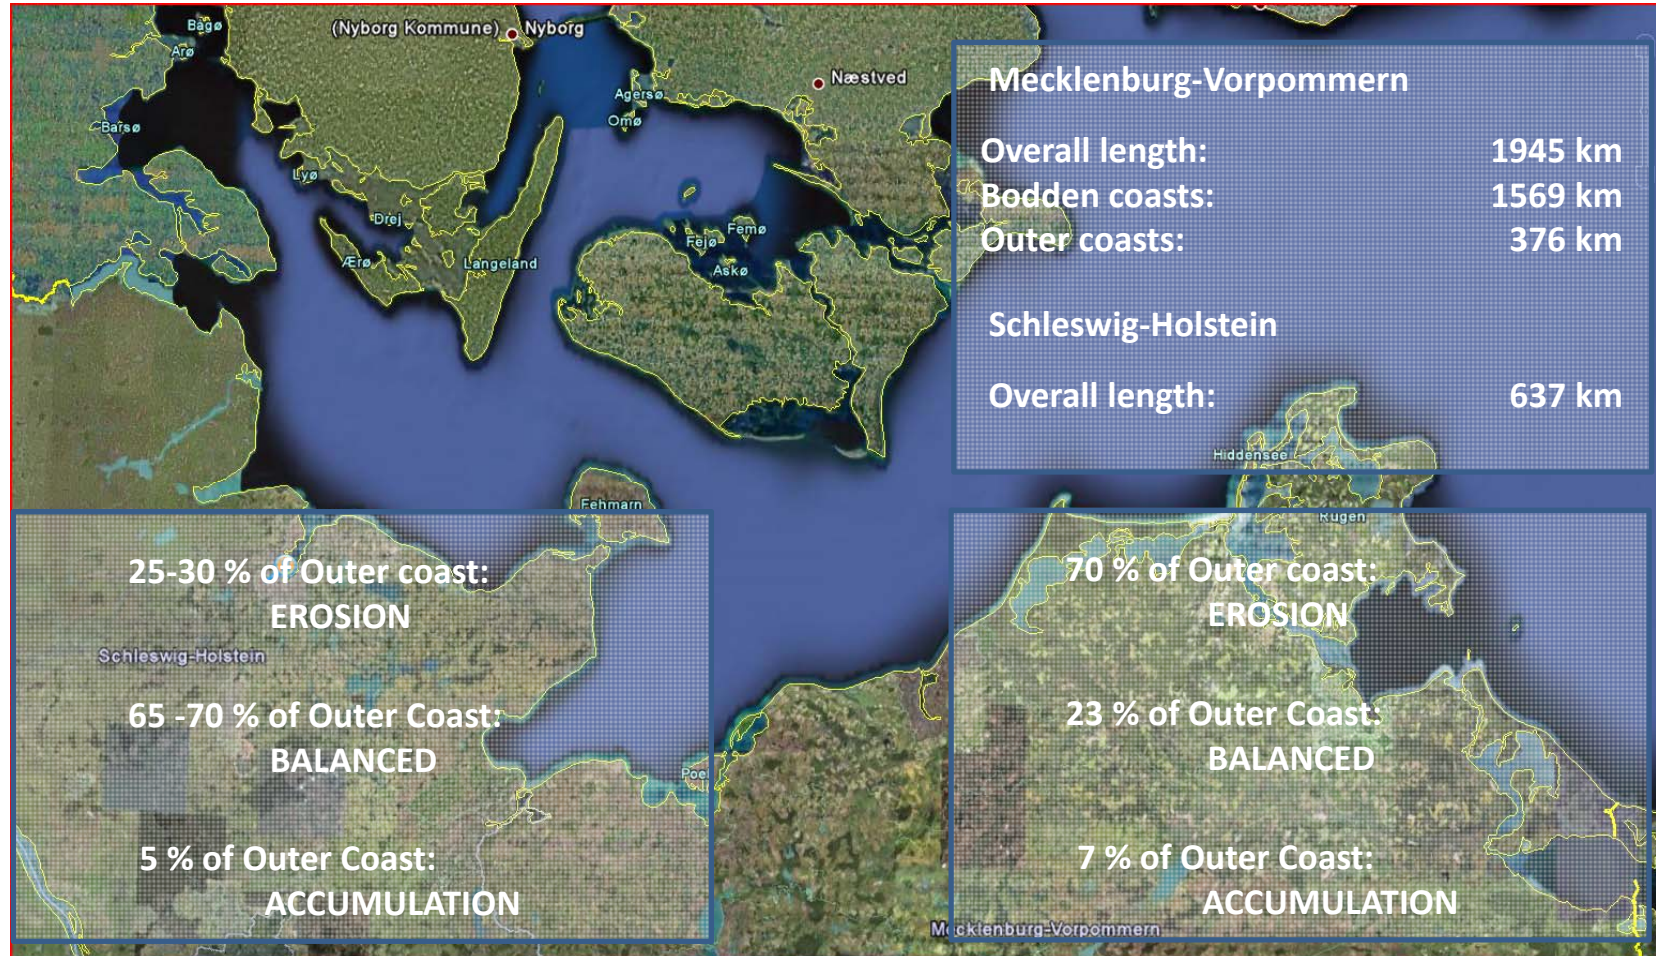 Bågø
(Nyborg Kommune) Nyborg
Arø
Næstved
Agersø
Omø
Barsø
Lyø
Drej
Femø
Fejø
Askø
Ærø
Langeland
Mecklenburg-Vorpommern
Overall length: 1945 km
Bodden coasts: 1569 km
Outer coasts: 376 km
Schleswig-Holstein
Overall length: 637 km
Hiddensee
Fehmarn
Rügen
25-30 % of Outer coast:
EROSION
Schleswig-Holstein
65 -70 % of Outer Coast:
BALANCED
Poel
5 % of Outer Coast:
ACCUMULATION
70 % of Outer coast:
EROSION
23 % of Outer Coast:
BALANCED
7 % of Outer Coast:
ACCUMULATION
Mecklenburg-Vorpommern